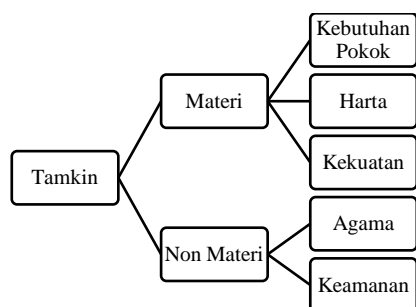 Tamkin
Materi
Kebutuhan
Pokok
Harta
Kekuatan
Non Materi
Agama
Keamanan